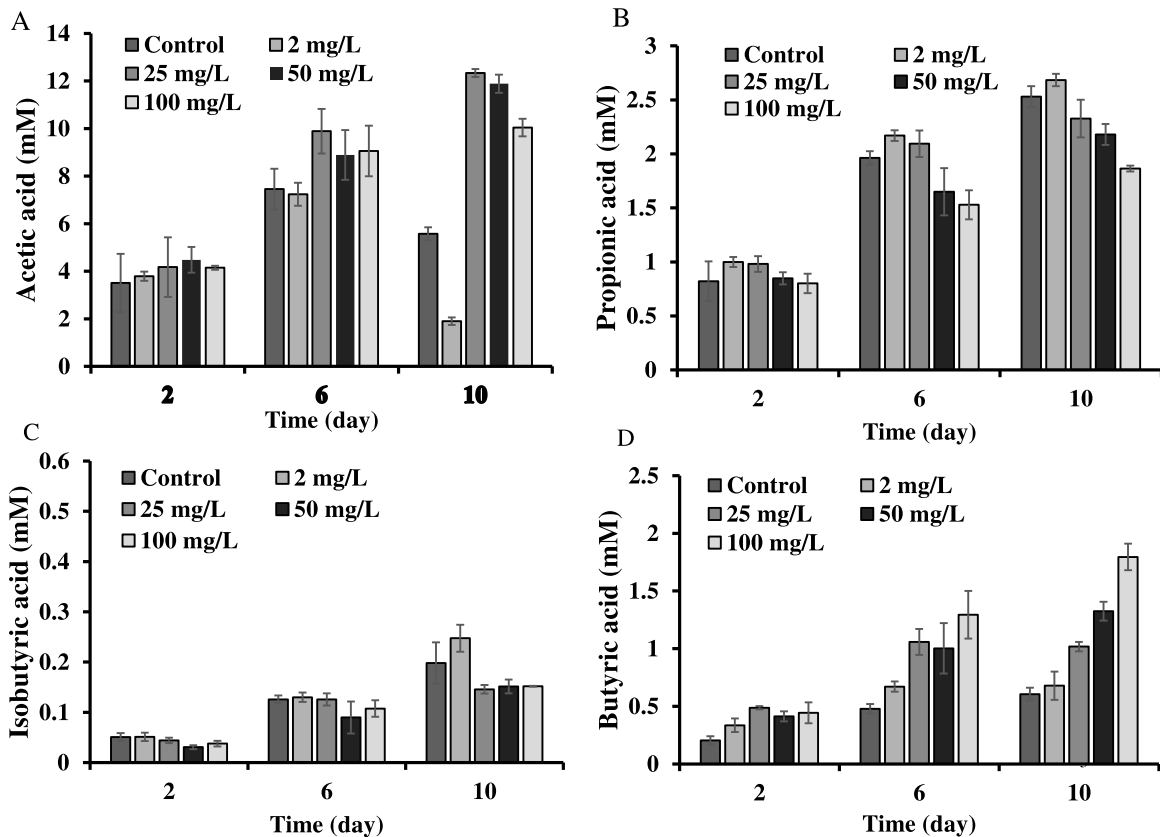 A
Control
2 mg/L
25 mg/L
50 mg/L
100 mg/L
Acetic acid (mM)
14
12
10
8
6
4
2
0
2
6
10
Time (day)
B
Control
2 mg/L
25 mg/L
50 mg/L
100 mg/L
Propionic acid (mM)
3
2.5
2
1.5
1
0.5
0
2
6
10
Time (day)
C
Control
2 mg/L
25 mg/L
50 mg/L
100 mg/L
Isobutyric acid (mM)
0.6
0.5
0.4
0.3
0.2
0.1
0
2
6
10
Time (day)
D
Control
2 mg/L
25 mg/L
50 mg/L
100 mg/L
Butyric acid (mM)
2.5
2
1.5
1
0.5
0
2
6
10
Time (day)